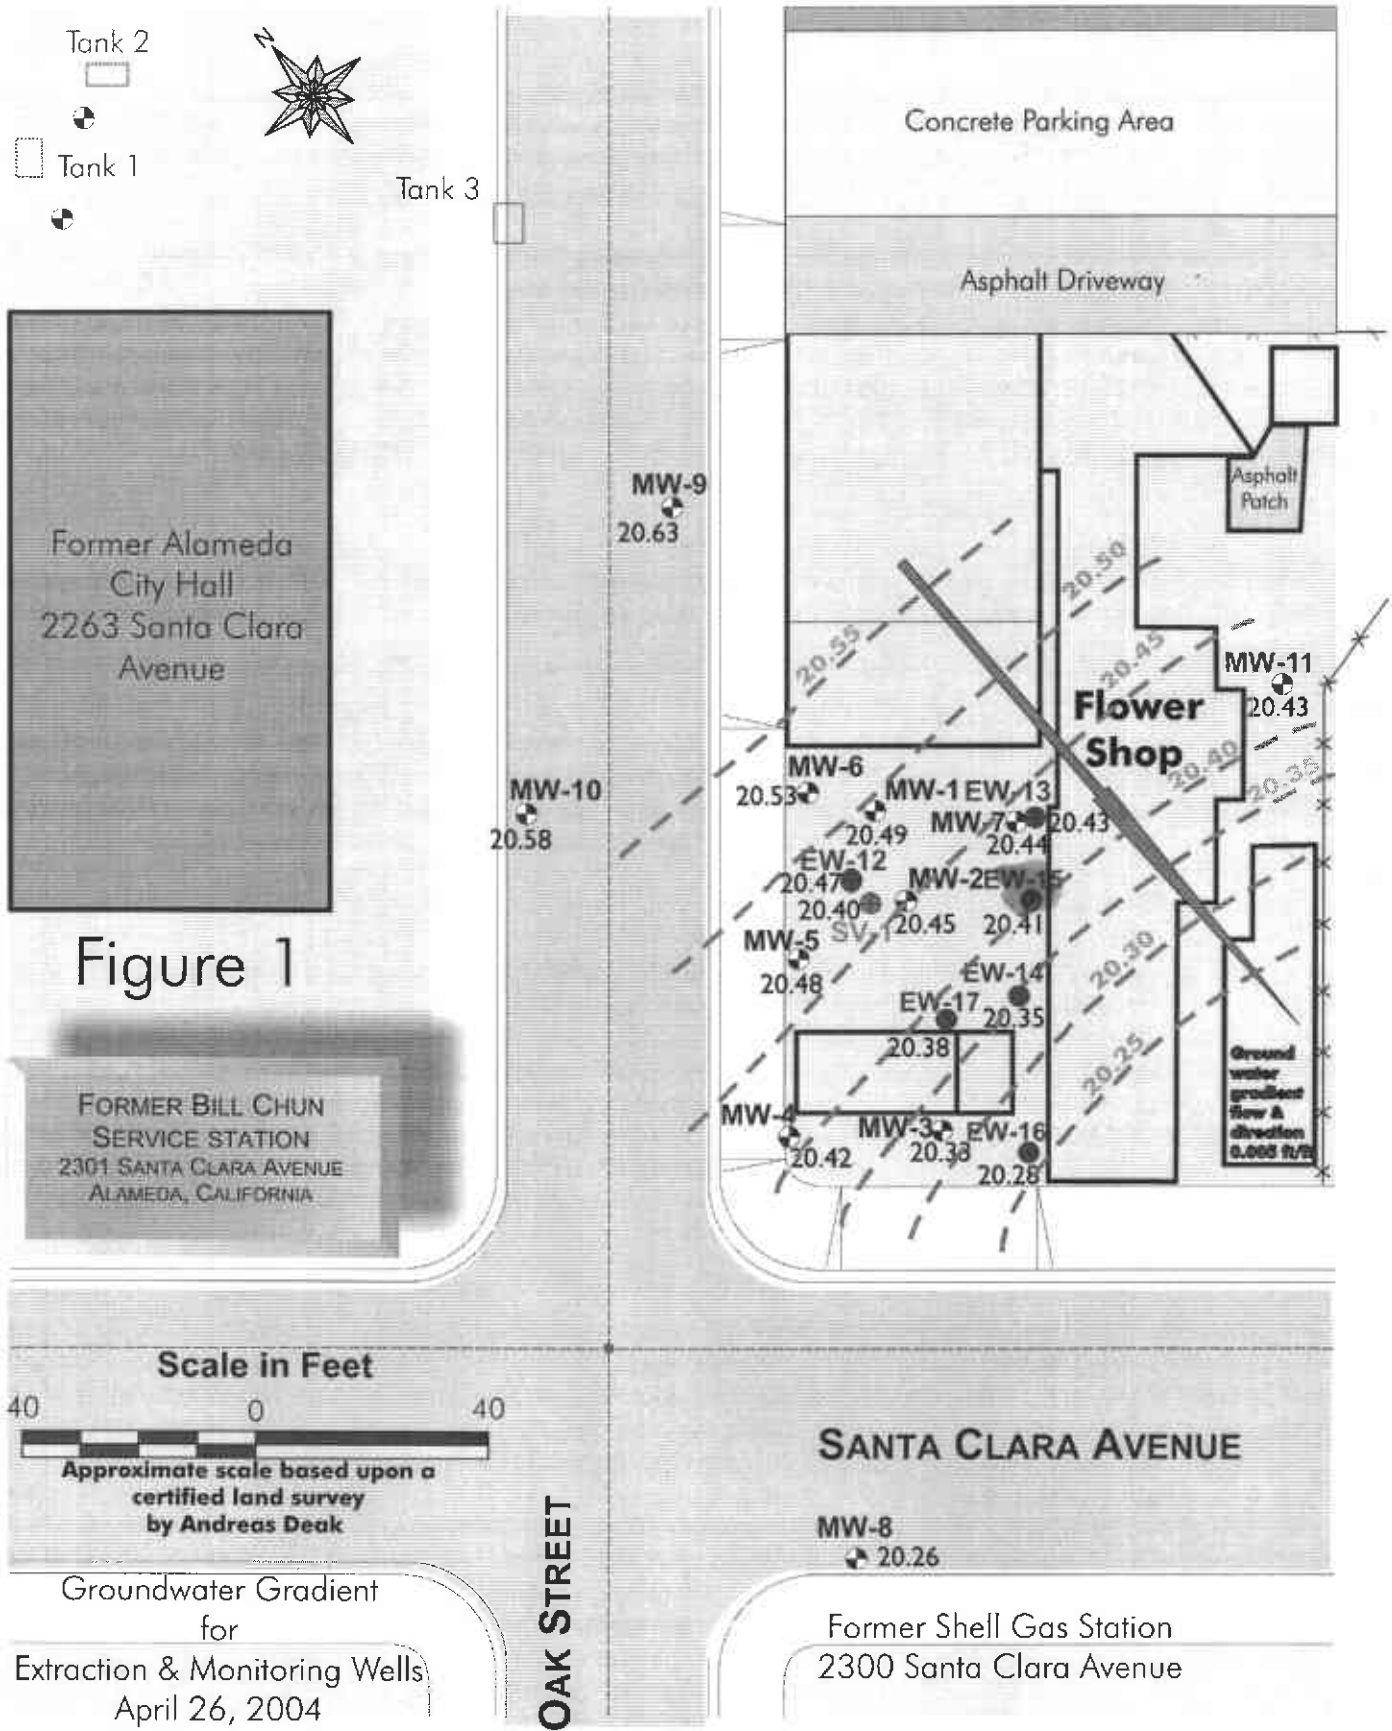 Tank 2
N
Tank 1
Tank 3
Concrete Parking Area
Asphalt Driveway
Asphalt
Patch
MW-9
20.63
Former Alameda
City Hall
2263 Santa Clara
Avenue
20.50
20.55
20.45
MW-11
20.43
Flower
Shop
20.40
20.35
MW-6
20.53
MW-10
20.58
MW-1
20.49
EW-13
20.43
MW-7
20.44
EW-12
20.47
MW-2
20.45
EW-15
20.41
20.40
SV-1
MW-5
20.48
EW-14
20.35
20.30
EW-17
20.38
20.25
MW-4
20.42
MW-3
20.33
EW-16
20.28
Ground
water
gradient
flow &
direction
Figure 1
FORMER BILL CHUN
SERVICE STATION
2301 SANTA CLARA AVENUE
ALAMEDA, CALIFORNIA
Scale in Feet
40 0 40
Approximate scale based upon a
certified land survey
by Andreas Deak
SANTA CLARA AVENUE
OAK STREET
MW-8
20.26
Groundwater Gradient
for
Extraction & Monitoring Wells
April 26, 2004
Former Shell Gas Station
2300 Santa Clara Avenue